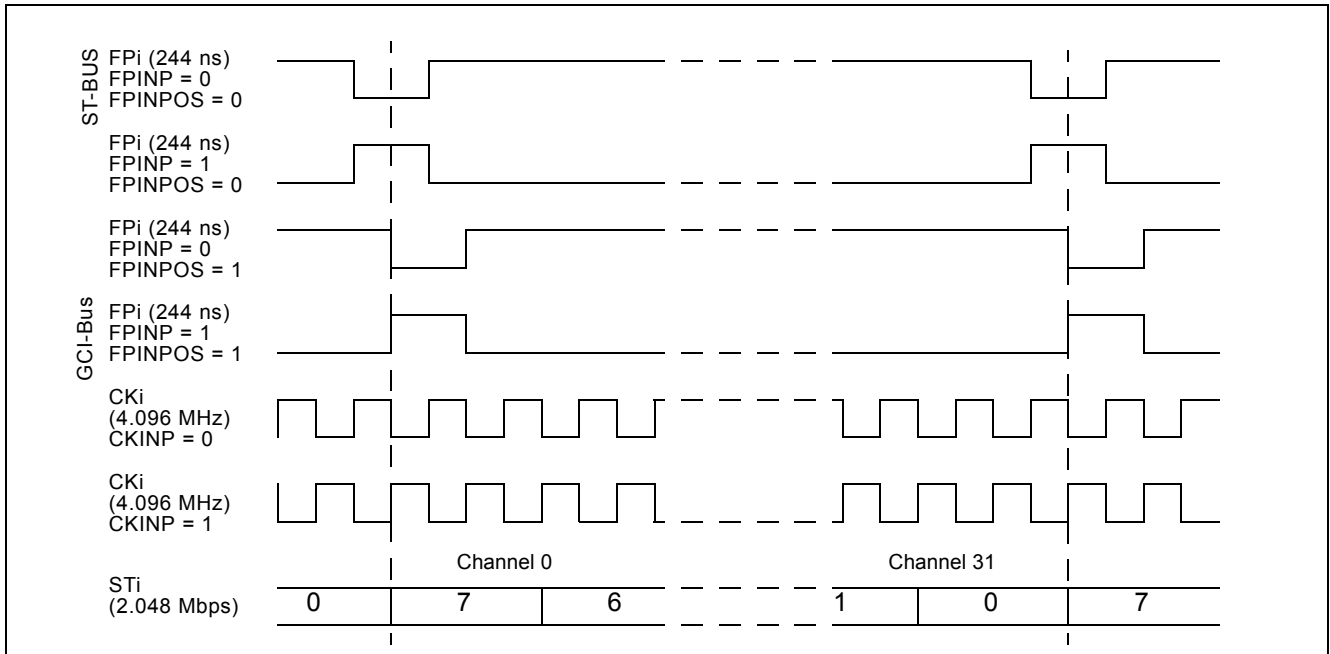 ST-BUS
FPi (244 ns)
FPINP = 0
FPINPOS = 0
FPi (244 ns)
FPINP = 1
FPINPOS = 0
FPi (244 ns)
FPINP = 0
FPINPOS = 1
GCI-Bus
FPi (244 ns)
FPINP = 1
FPINPOS = 1
CKi
(4.096 MHz)
CKINP = 0
CKi
(4.096 MHz)
CKINP = 1
Channel 0 Channel 31
STi
(2.048 Mbps)
0 7 6 1 0 7